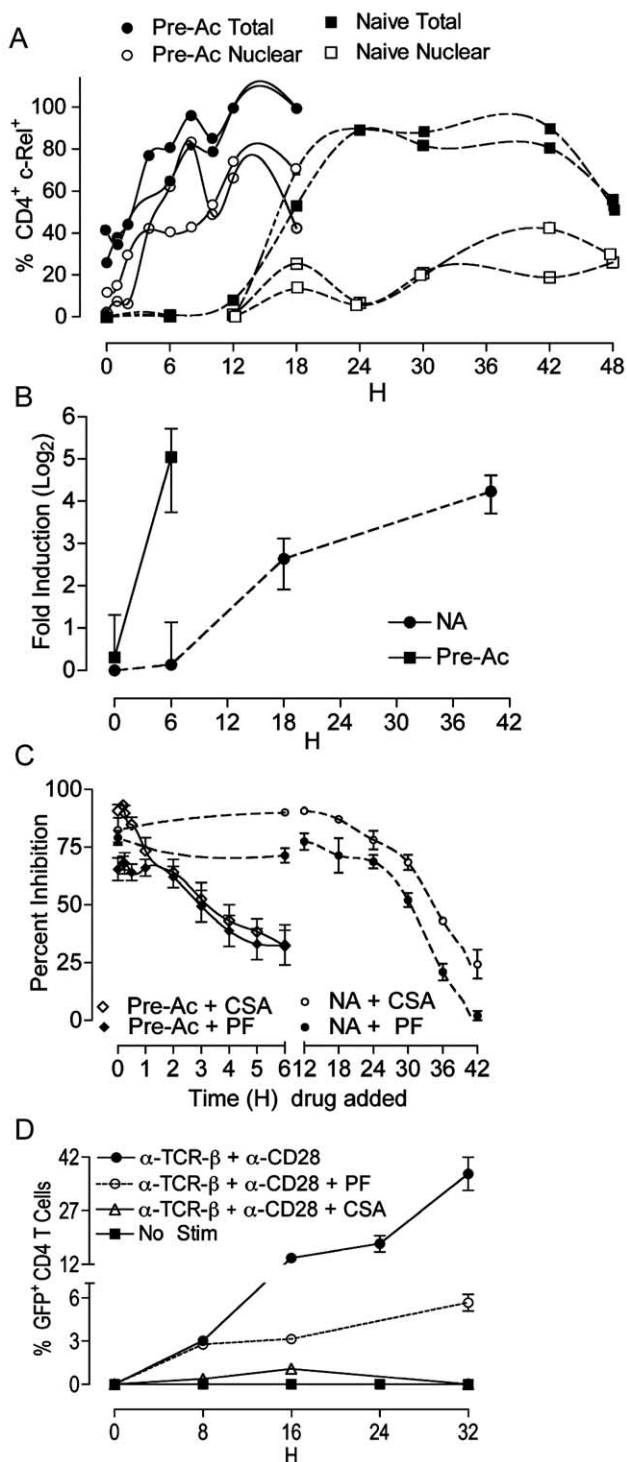 A
Pre-Ac Total
Naive Total
Pre-Ac Nuclear
Naive Nuclear
% CD4+ c-Rel+
100
80
60
40
20
0
0 6 12 18 24 30 36 42 48
H
B
Fold Induction (Log2)
6
5
4
3
2
1
0
NA
Pre-Ac
0 6 12 18 24 30 36 42
H
C
Percent Inhibition
100
75
50
25
0
Pre-Ac + CSA
NA + CSA
Pre-Ac + PF
NA + PF
0 1 2 3 4 5 6 12 18 24 30 36 42
Time (H) drug added
D
% GFP+ CD4 T Cells
42
27
12
6
3
0
α-TCR-β + α-CD28
α-TCR-β + α-CD28 + PF
α-TCR-β + α-CD28 + CSA
No Stim
0 8 16 24 32
H